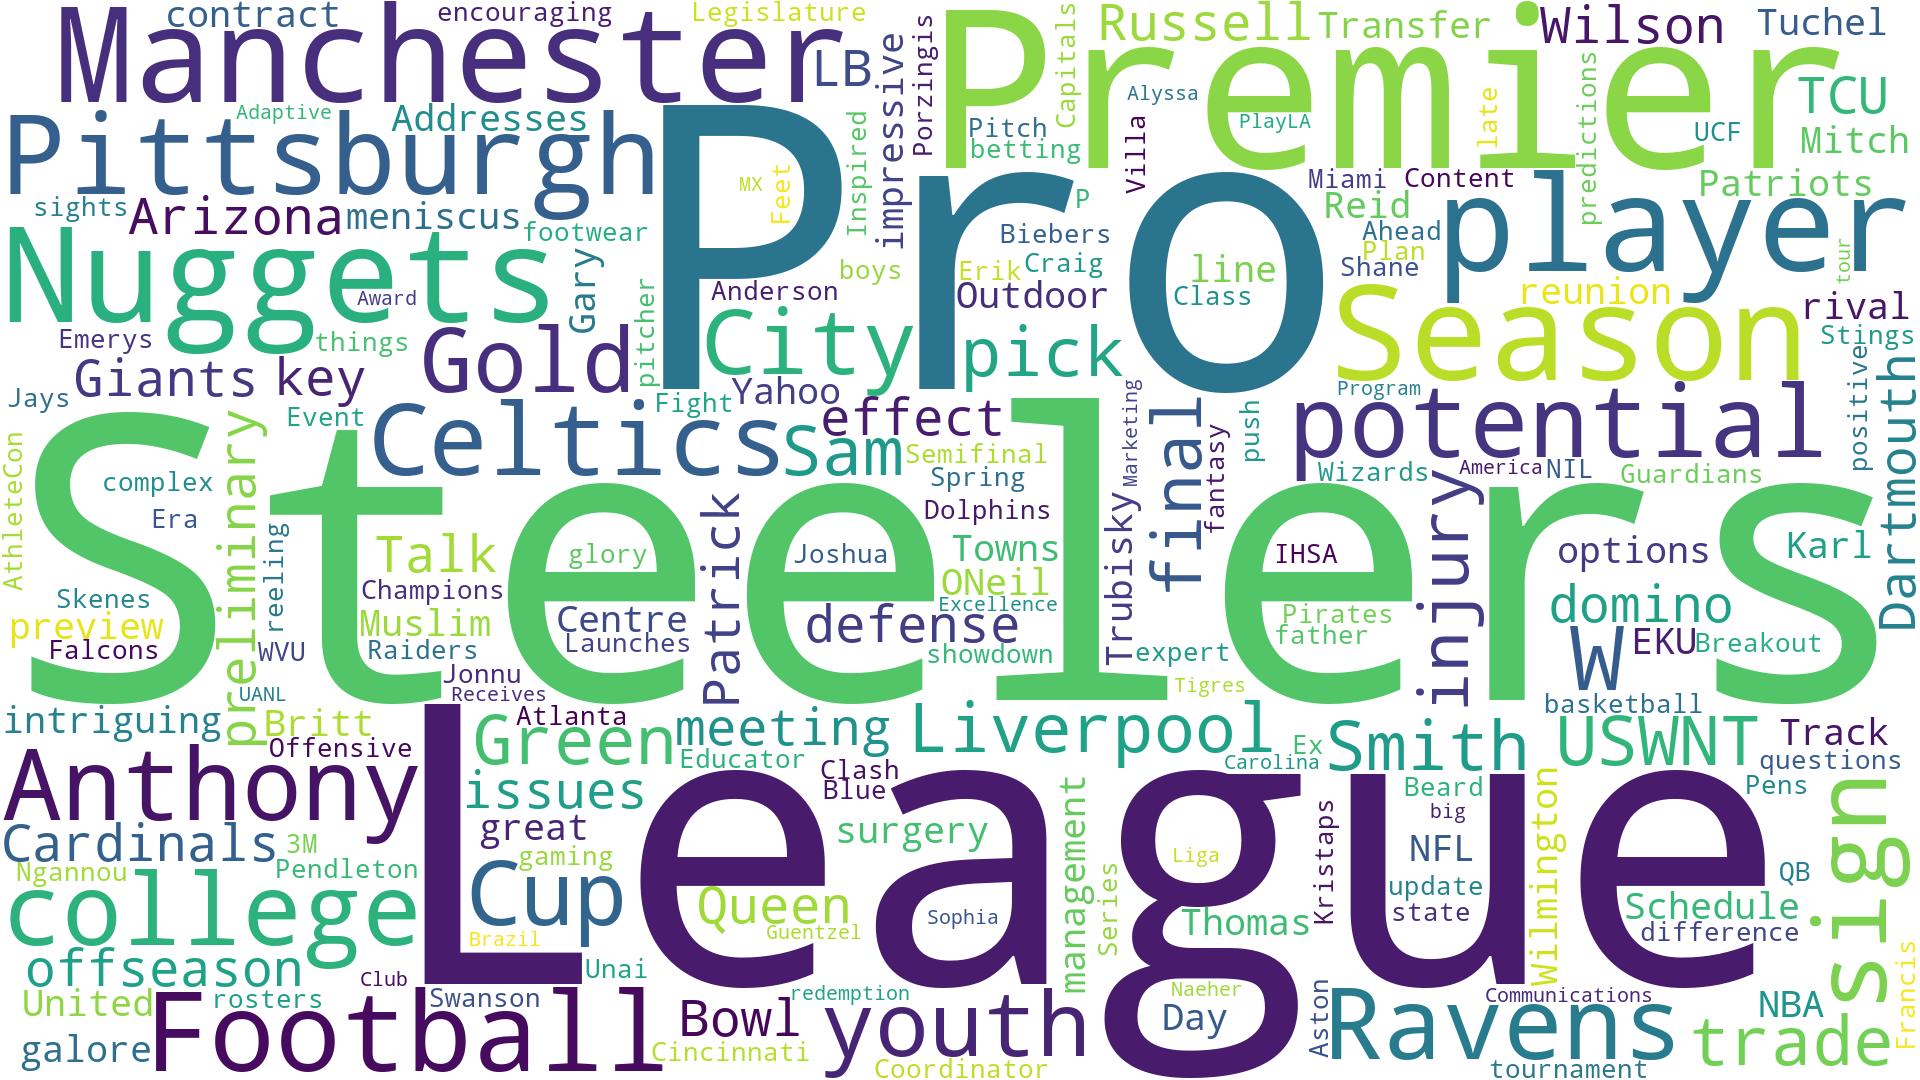 contract
encouraging
Legislature
Manchester
LB
impressive
Porzingis
Capitals
Premier
Russell
Transfer
Wilson
Tuchel
predictions
TCU
Mitch
Adaptive
Addresses
Pittsburgh
Pro
Inspired
Pitch
betting
Villa
Alyssa
PlayLA
late
UCF
sights
Arizona
meniscus
footwear
MX
Feet
P
Miami
Content
Reid
Patriots
player
Nuggets
Award
Gary
pitcher
boys
Biebers
Erik
Craig
line
Class
Ahead
Plan
Shane
tour
Anderson
Outdoor
Season
reunion
rival
Stings
Emerys
things
Gold
City
pick
Giants
key
Yahoo
Program
potential
positive
Dartmouth
Jays
Event
preliminary
Celtics
Fight
effect
Sam
Semifinal
Marketing
final
push
fantasy
Wizards
America
NIL
Guardians
AthleteCon
complex
Era
reeling
Steelers
Spring
Dolphins
Patrick
Trubisky
injury
options
Karl
Talk
glory
Joshua
Towns
ONeil
IHSA
Skenes
Champions
Excellence
domino
preview
Muslim
Centre
defense
Pirates
father
W
EKU
Breakout
Falcons
WVU
Raiders
Launches
showdown
expert
Jonnu
UANL
Receives
Tigres
basketball
intriguing
Britt
Atlanta
Green
meeting
Liverpool
Ex
Smith
USWNT
Track
Offensive
Educator
Clash
Carolina
questions
Anthony
League
issues
Blue
management
Beard
Pens
sign
great
surgery
big
Wilmington
Cardinals
3M
gaming
Series
Liga
Kristaps
NFL
Ngannou
Pendleton
Cup
update
QB
college
Queen
Sophia
Thomas
state
Schedule
Brazil
Guentzel
difference
offseason
Club
Unai
Francis
United
rosters
Swanson
redemption
Naeher
Aston
Communications
NBA
Football
Bowl
youth
Day
Ravens
trade
galore
Cincinnati
Coordinator
tournament